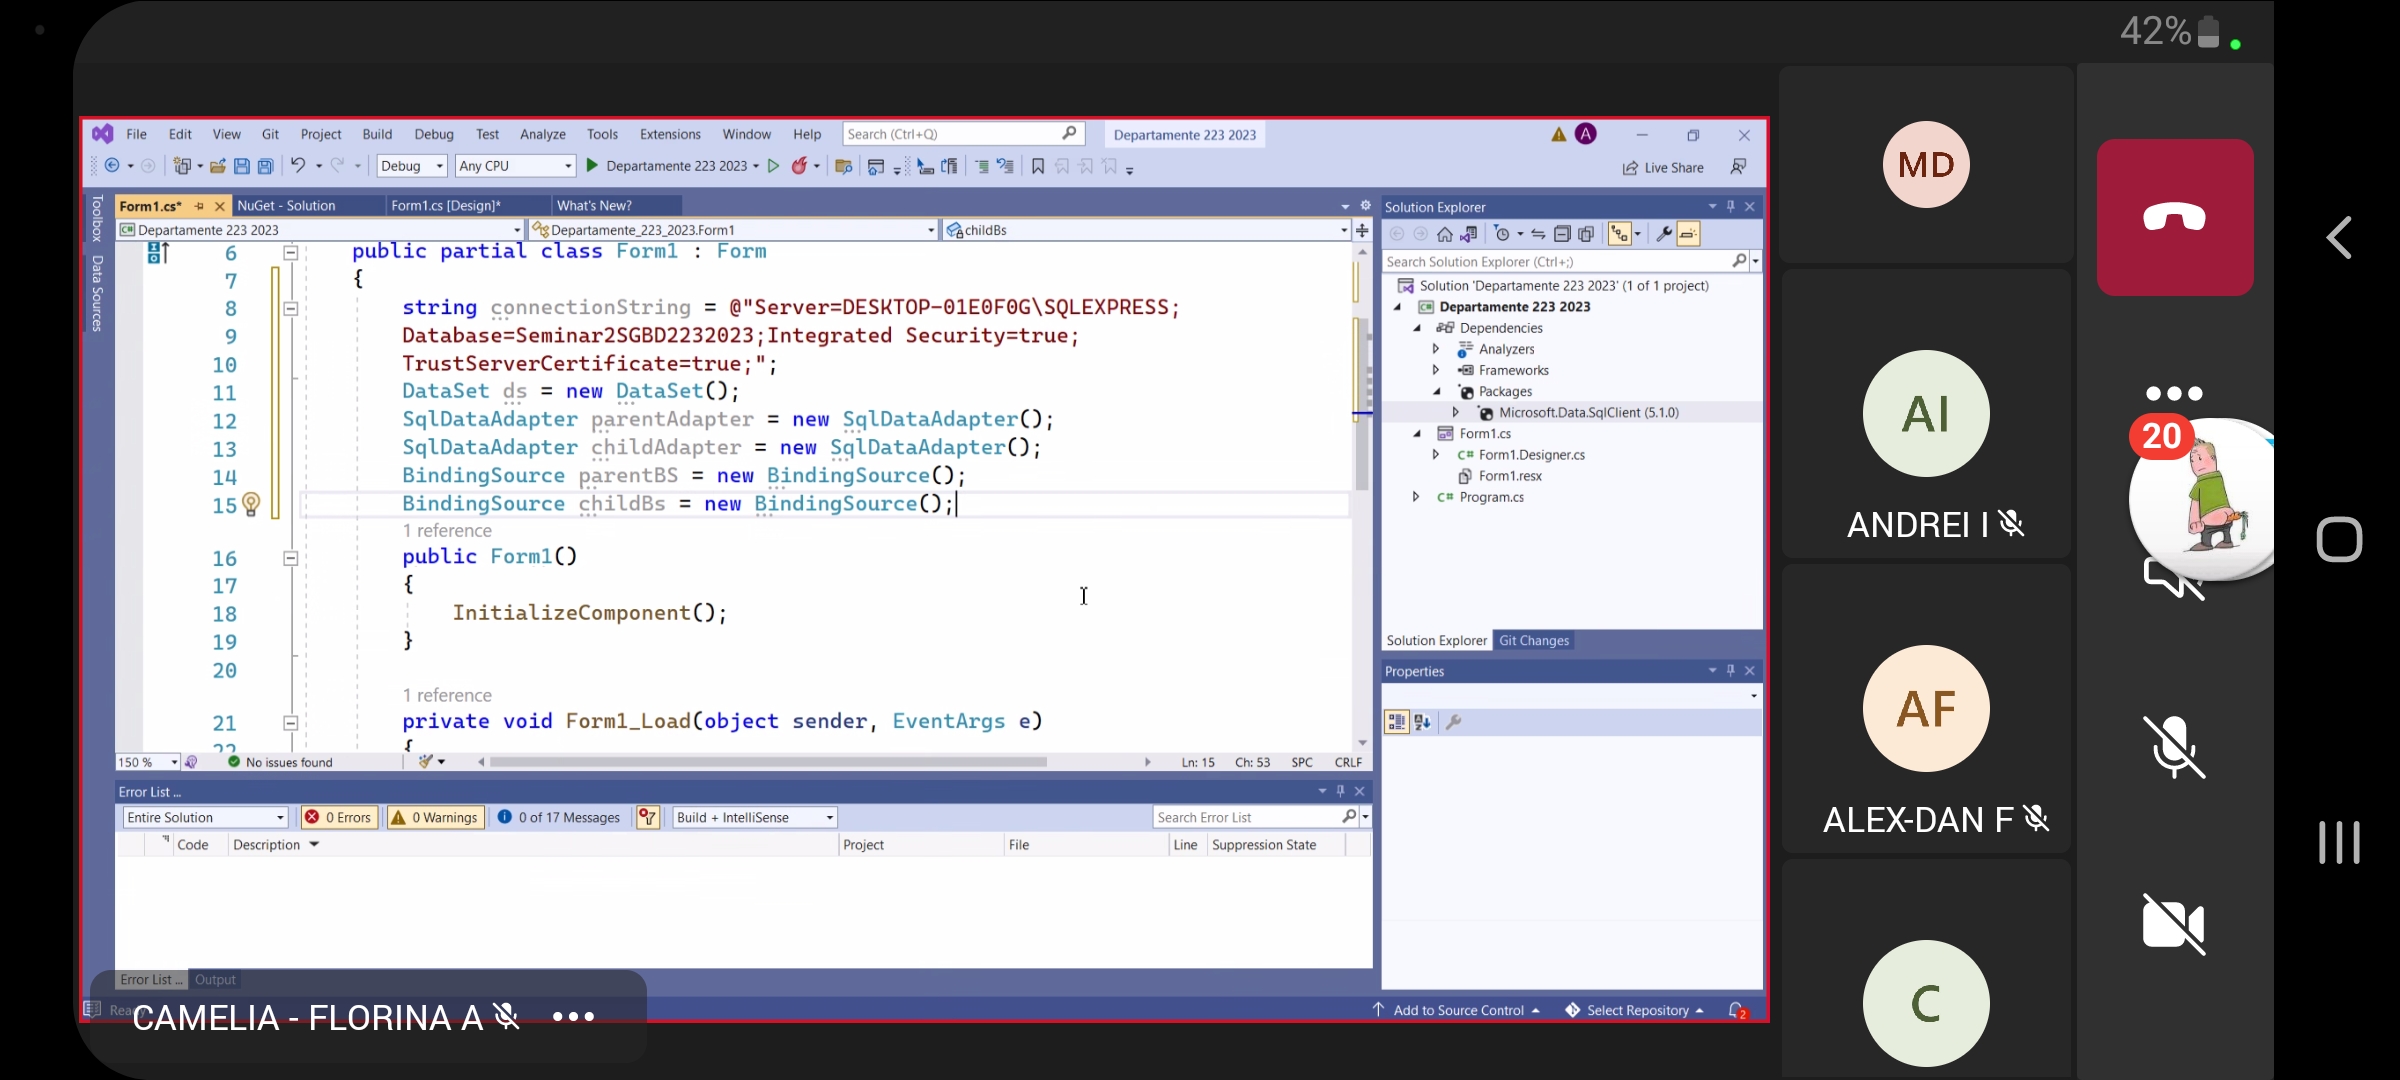 42%
File Edit View Git Project Build Debug Test Analyze Tools Extensions Window Help Search (Ctrl+Q) Departamente 223 2023 A
Debug Any CPU Departamente 223 2023 Live Share
Toolbox
Data Sources
Form1.cs* NuGet - Solution Form1.cs [Design]* What's New?
Departamente 223 2023 Departamente_223_2023.Form1 childBs
6 public partial class Form1 : Form
7 {
8 string connectionString = @"Server=DESKTOP-01E0F0G\SQLEXPRESS;
9 Database=Seminar2SGBD2232023;Integrated Security=true;
10 TrustServerCertificate=true;";
11 DataSet ds = new DataSet();
12 SqlDataAdapter parentAdapter = new SqlDataAdapter();
13 SqlDataAdapter childAdapter = new SqlDataAdapter();
14 BindingSource parentBS = new BindingSource();
15 BindingSource childBs = new BindingSource();
1 reference
16 public Form1()
17 {
18 InitializeComponent();
19 }
20
1 reference
21 private void Form1_Load(object sender, EventArgs e)
22 {
150 % No issues found Ln: 15 Ch: 53 SPC CRLF
Error List ...
Entire Solution 0 Errors 0 Warnings 0 of 17 Messages Build + IntelliSense Search Error List
Code Description Project File Line Suppression State
Error List ... Output
Solution Explorer
Search Solution Explorer (Ctrl+;)
Solution 'Departamente 223 2023' (1 of 1 project)
C# Departamente 223 2023
Dependencies
Analyzers
Frameworks
Packages
Microsoft.Data.SqlClient (5.1.0)
Form1.cs
C# Form1.Designer.cs
Form1.resx
C# Program.cs
Solution Explorer Git Changes
Properties
Ready Add to Source Control Select Repository 2
CAMELIA - FLORINA A
MD
AI
ANDREI I
AF
ALEX-DAN F
C
20